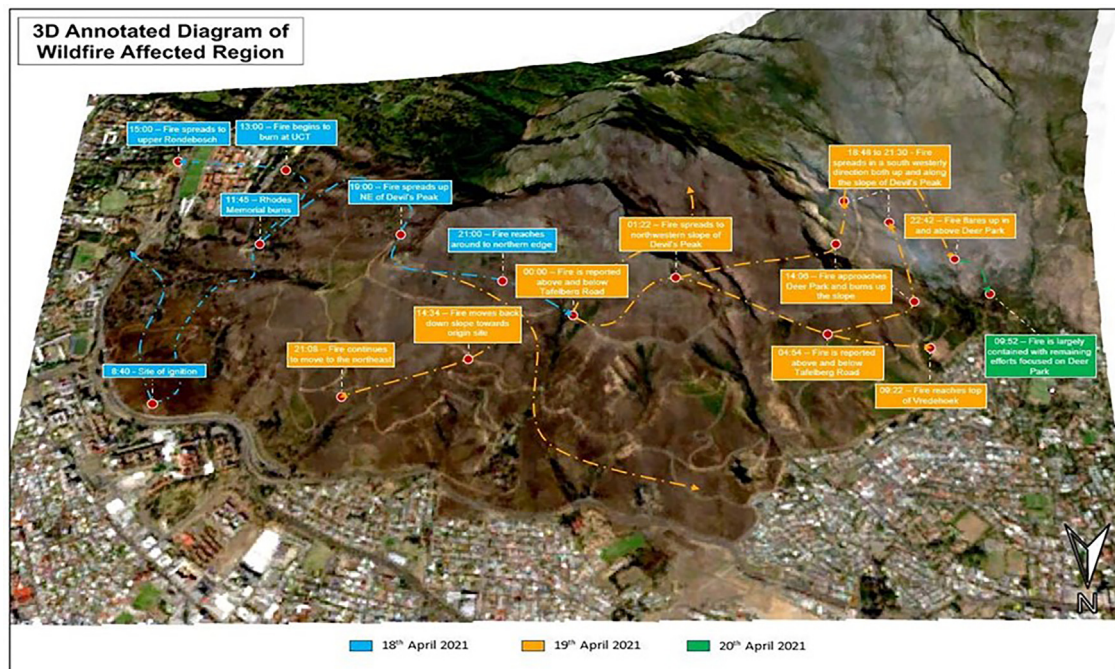 3D Annotated Diagram of
Wildfire Affected Region
15:00 – Fire spreads to
upper Rondebosch
13:00 – Fire begins to
burn at UCT
11:45 – Rhodes
Memorial burns
19:00 – Fire spreads up
NE of Devil's Peak
21:00 – Fire reaches
around to northern edge
00:00 – Fire is reported
above and below
Tafelberg Road
01:22 – Fire spreads to
northwestern slope of
Devil's Peak
18:48 to 21:30 - Fire
spreads in a south westerly
direction both up and along
the slope of Devil's Peak
22:42 – Fire flares up in
and above Deer Park
14:06 – Fire approaches
Deer Park and burns up
the slope
14:34 – Fire moves back
down slope towards
origin site
21:08 – Fire continues
to move to the northeast
8:40 – Site of ignition
04:54 – Fire is reported
above and below
Tafelberg Road
09:22 – Fire reaches top
of Vredehoek
09:52 – Fire is largely
contained with remaining
efforts focused on Deer
Park
N
18th April 2021
19th April 2021
20th April 2021